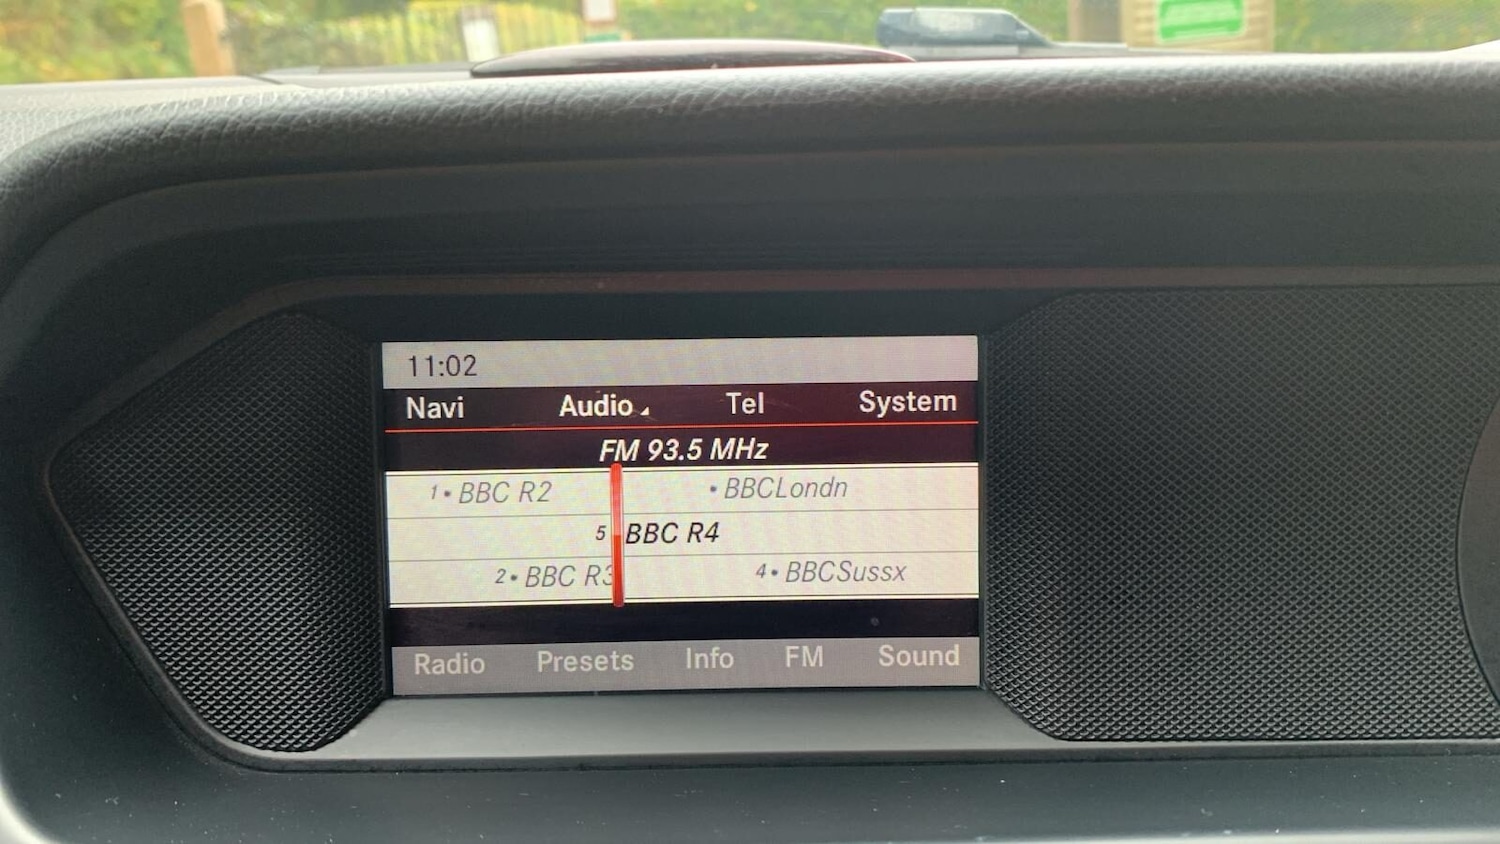 11:02
Navi Audio Tel System
FM 93.5 MHz
1 • BBC R2 • BBCLondn
5 BBC R4
2 • BBC R3 4 • BBCSussx
Radio Presets Info FM Sound